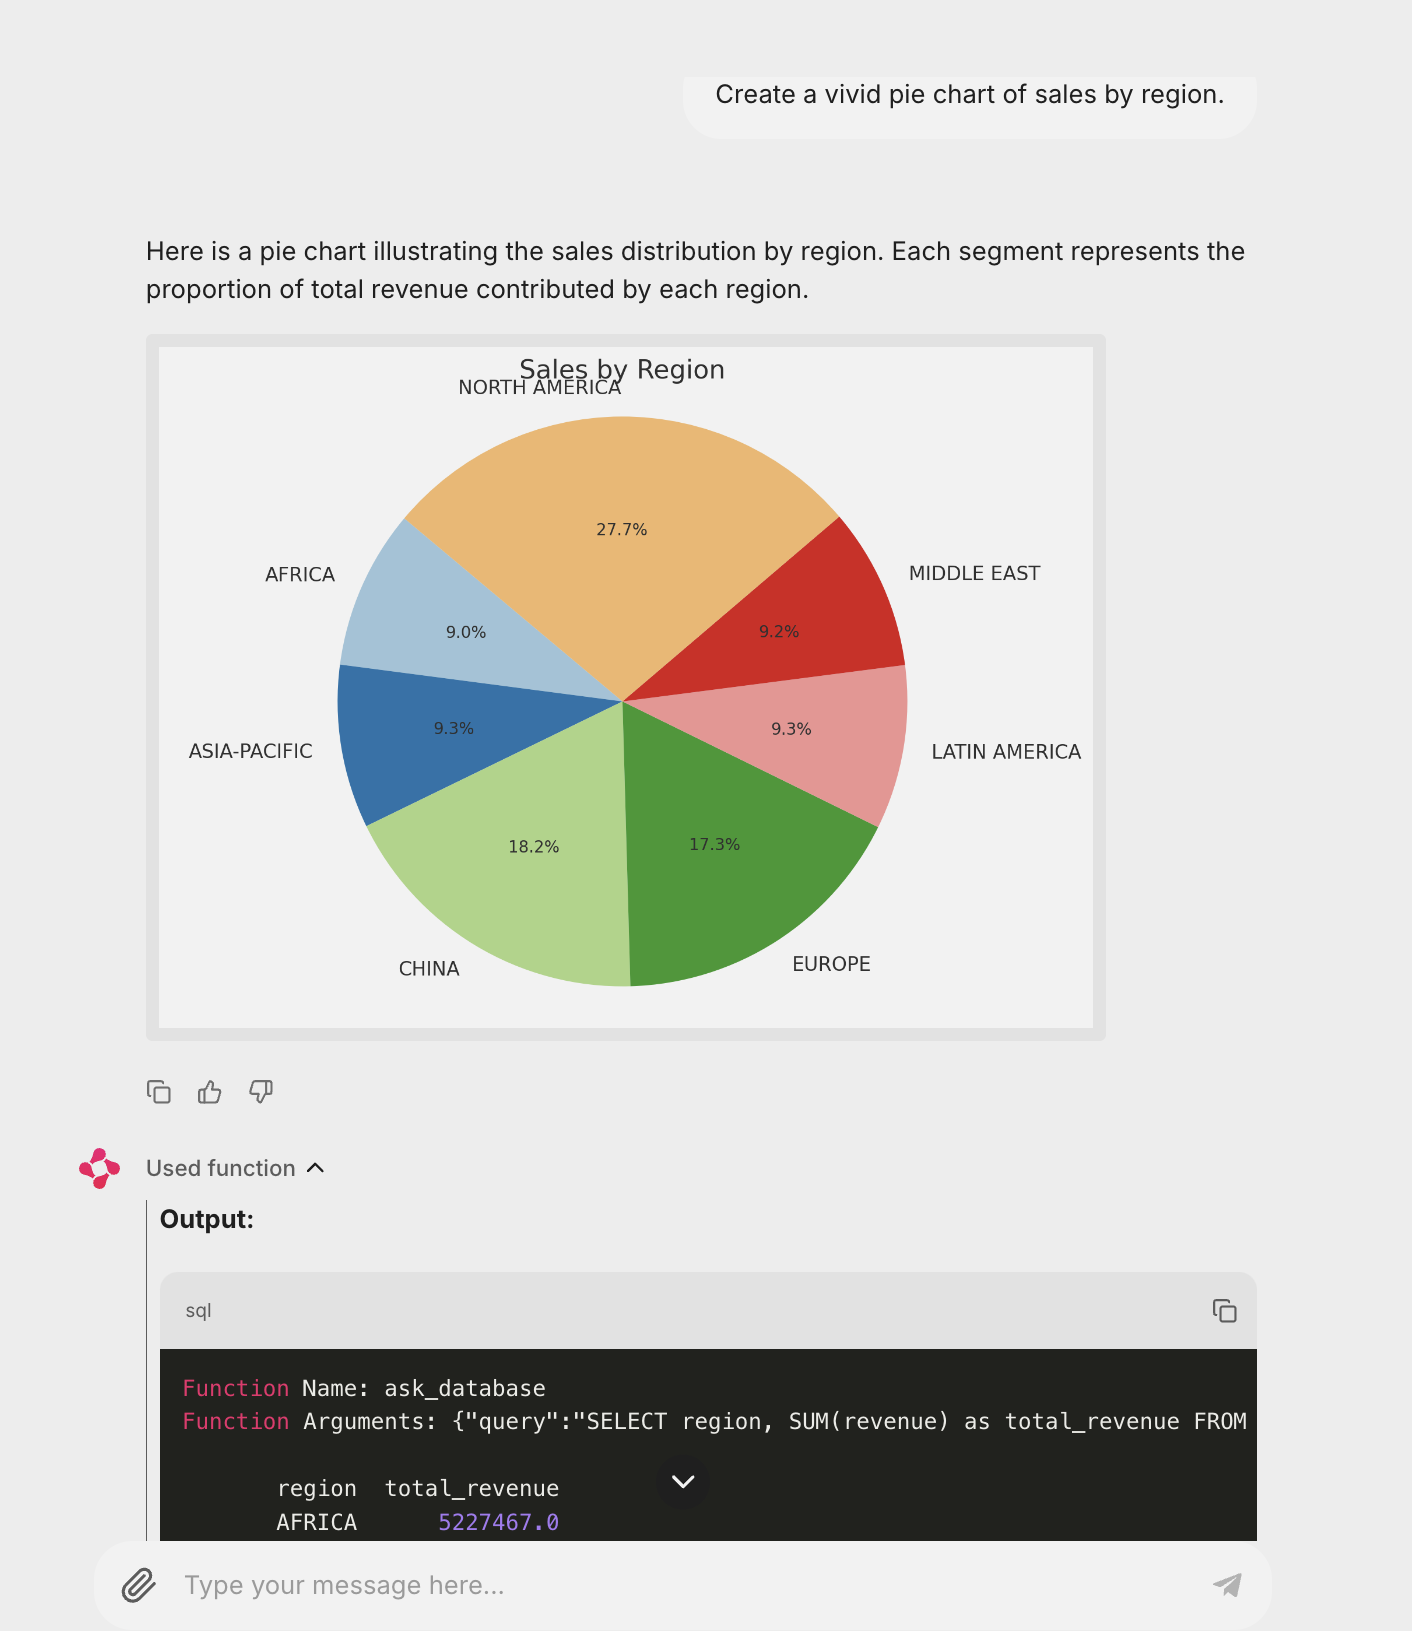 Create a vivid pie chart of sales by region.
Here is a pie chart illustrating the sales distribution by region. Each segment represents the
proportion of total revenue contributed by each region.
Sales by Region
NORTH AMERICA
27.7%
AFRICA
MIDDLE EAST
9.0%
9.2%
9.3%
9.3%
ASIA-PACIFIC
LATIN AMERICA
18.2%
17.3%
CHINA
EUROPE
Used function
Output:
sql
Function Name: ask_database
Function Arguments: {"query":"SELECT region, SUM(revenue) as total_revenue FROM
region total_revenue
AFRICA 5227467.0
Type your message here...